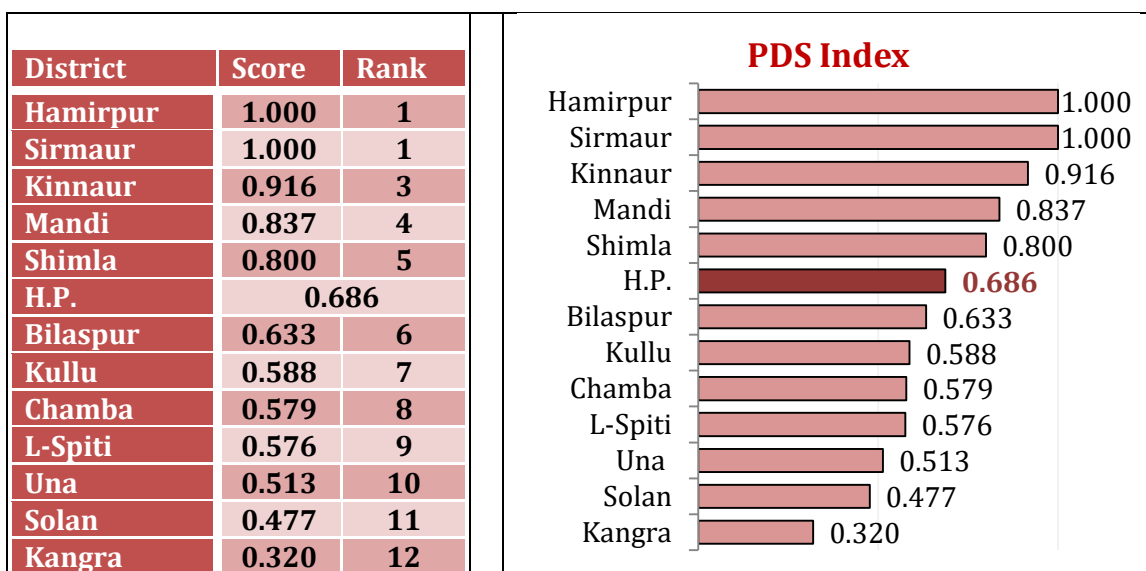 District Score Rank
Hamirpur 1.000 1
Sirmaur 1.000 1
Kinnaur 0.916 3
Mandi 0.837 4
Shimla 0.800 5
H.P. 0.686
Bilaspur 0.633 6
Kullu 0.588 7
Chamba 0.579 8
L-Spiti 0.576 9
Una 0.513 10
Solan 0.477 11
Kangra 0.320 12
PDS Index
Hamirpur 1.000
Sirmaur 1.000
Kinnaur 0.916
Mandi 0.837
Shimla 0.800
H.P. 0.686
Bilaspur 0.633
Kullu 0.588
Chamba 0.579
L-Spiti 0.576
Una 0.513
Solan 0.477
Kangra 0.320